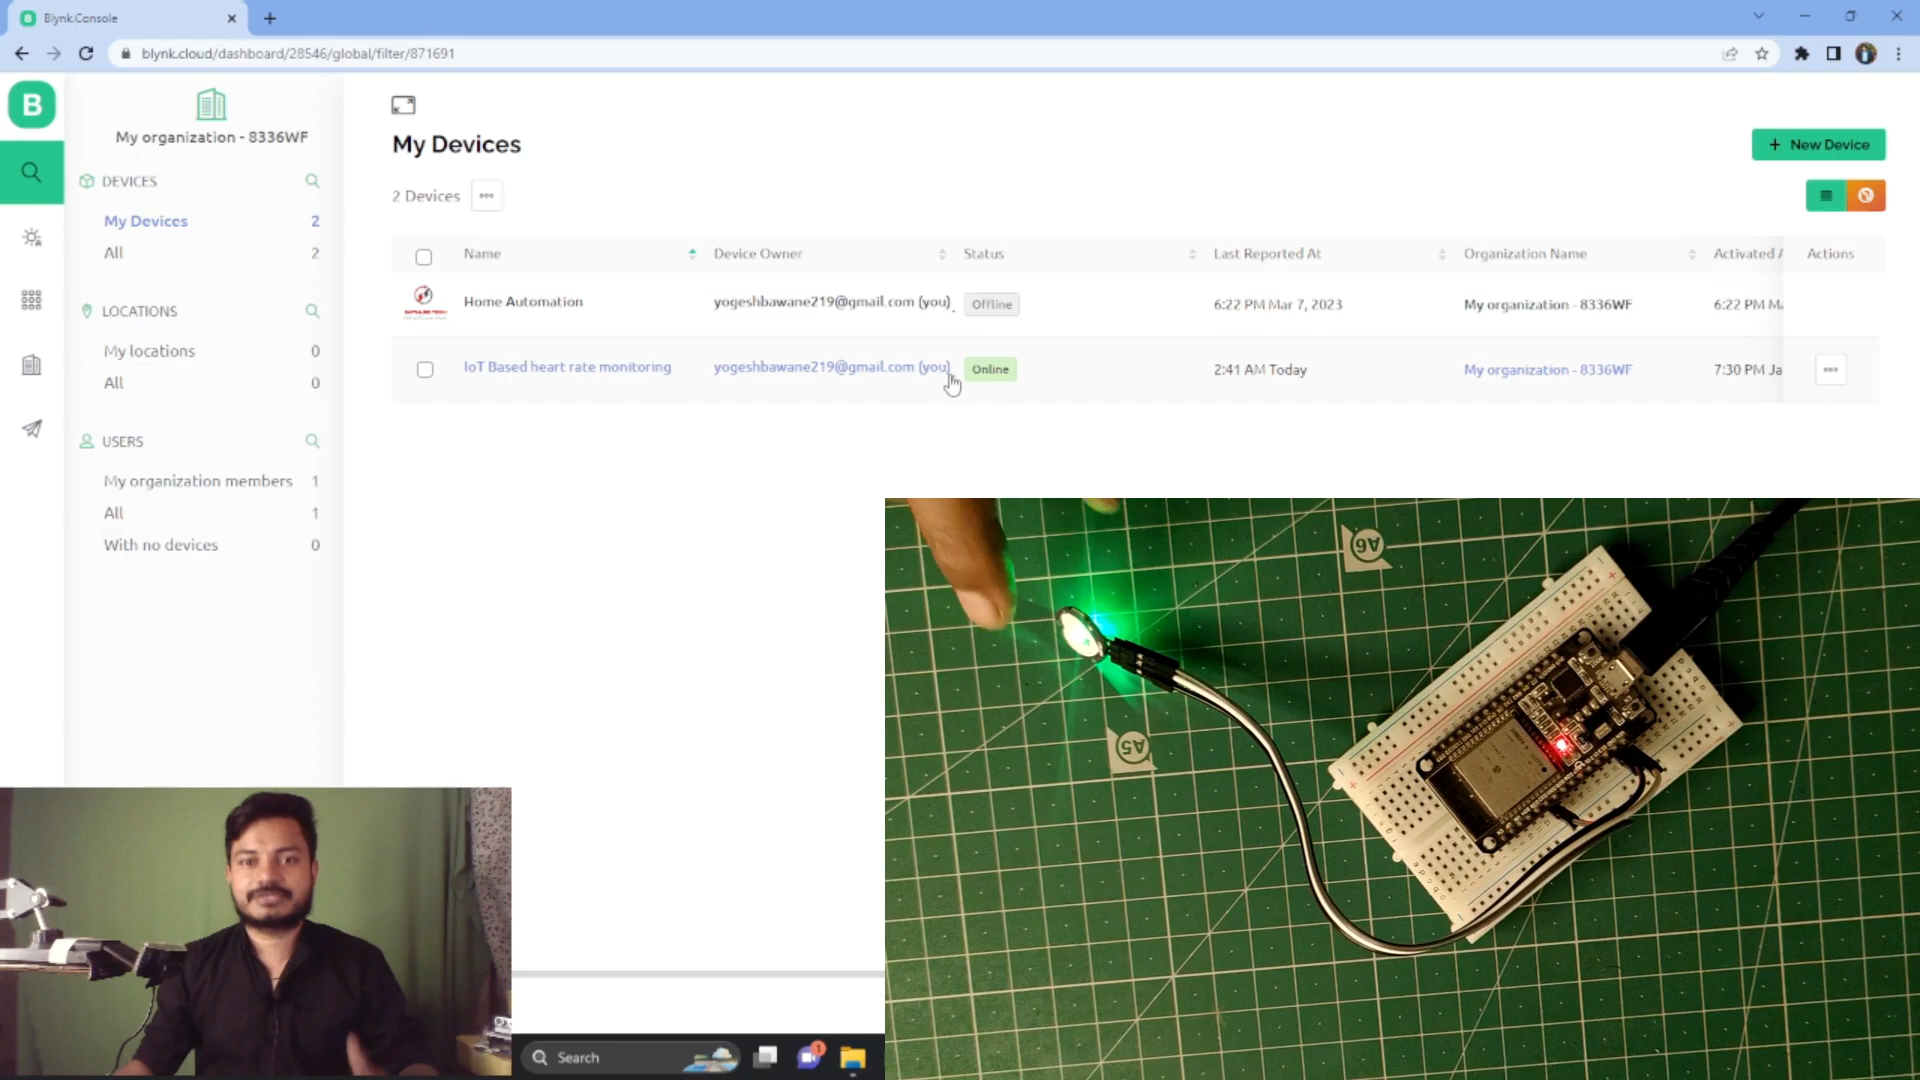 Blynk.Console
blynk.cloud/dashboard/28546/global/filter/871691
B
My organization - 8336WF
DEVICES
My Devices 2
All 2
LOCATIONS
My locations 0
All 0
USERS
My organization members 1
All 1
With no devices 0
My Devices
+ New Device
2 Devices
Name Device Owner Status Last Reported At Organization Name Activated A Actions
Home Automation yogeshbawane219@gmail.com (you) Offline 6:22 PM Mar 7, 2023 My organization - 8336WF 6:22 PM Ma
IoT Based heart rate monitoring yogeshbawane219@gmail.com (you) Online 2:41 AM Today My organization - 8336WF 7:30 PM Ja
A6
A5
Search
1